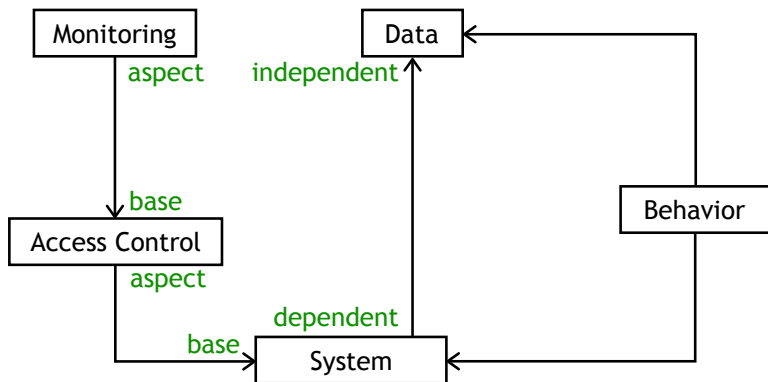 Monitoring
Data
aspect
independent
base
Behavior
Access Control
aspect
dependent
base
System